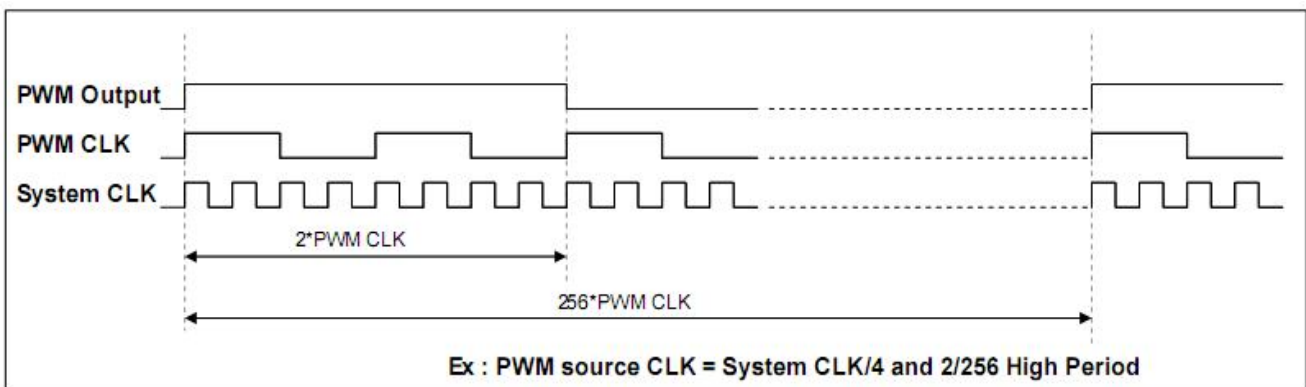 PWM Output
PWM CLK
System CLK
2*PWM CLK
256*PWM CLK
Ex : PWM source CLK = System CLK/4 and 2/256 High Period